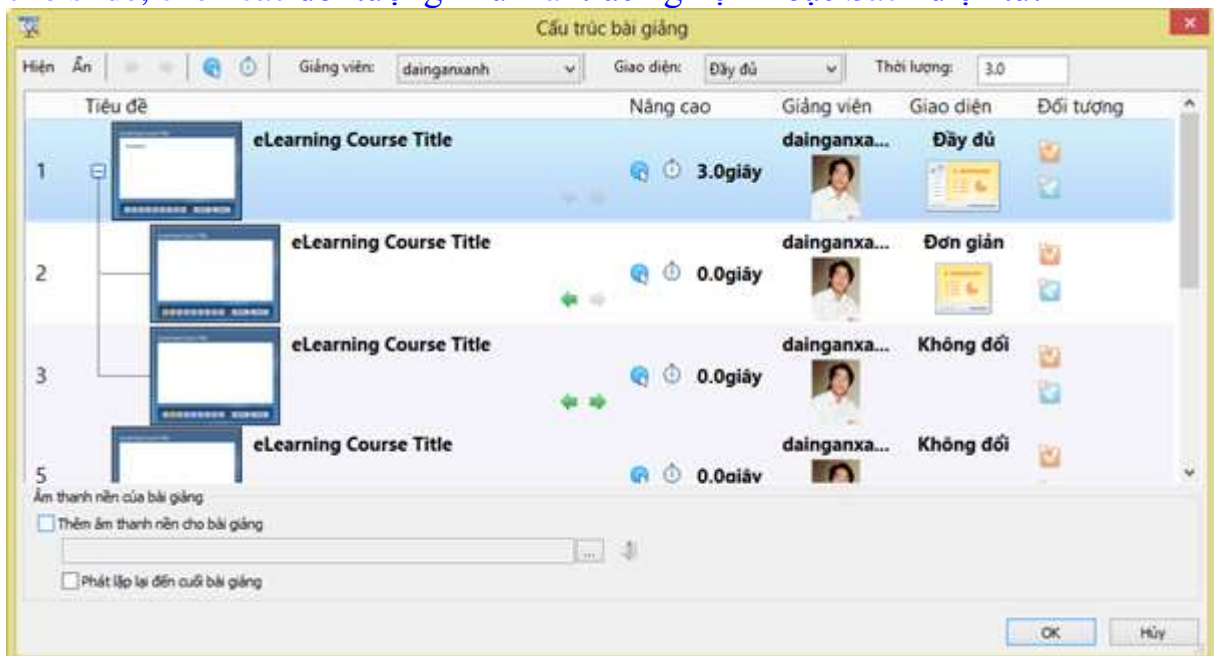 Cấu trúc bài giảng
Hiện Ẩn Giảng viên: dainganxanh Giao diện: Đầy đủ Thời lượng: 3.0
Tiêu đề Nâng cao Giảng viên Giao diện Đối tượng
1 eLearning Course Title 3.0giây dainganxa... Đầy đủ
2 eLearning Course Title 0.0giây dainganxa... Đơn giản
3 eLearning Course Title 0.0giây dainganxa... Không đổi
5 eLearning Course Title 0.0giây dainganxa... Không đổi
Âm thanh nền của bài giảng
Thêm âm thanh nền cho bài giảng
...
Phát lặp lại đến cuối bài giảng
OK Hủy